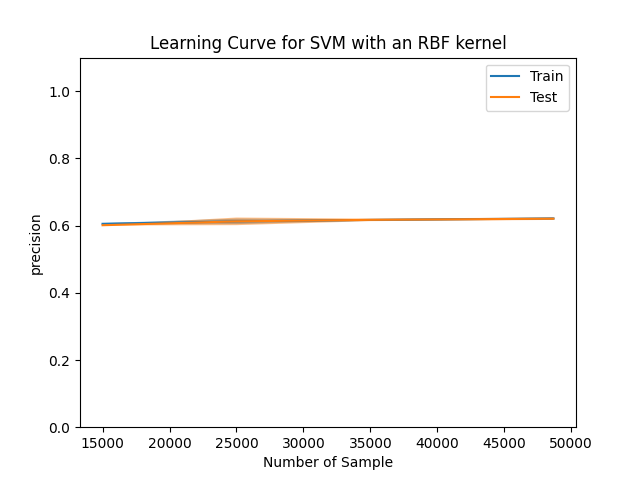 Learning Curve for SVM with an RBF kernel
Train
Test
1.0
0.8
0.6
0.4
0.2
0.0
precision
15000 20000 25000 30000 35000 40000 45000 50000
Number of Sample